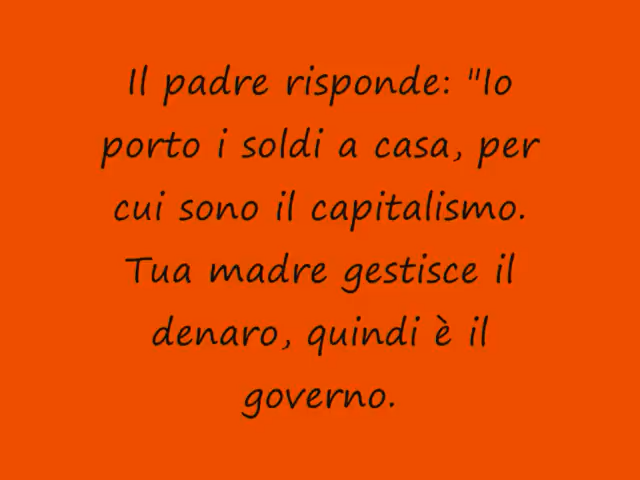 Il padre risponde: "Io
porto i soldi a casa, per
cui sono il capitalismo.
Tua madre gestisce il
denaro, quindi è il
governo.